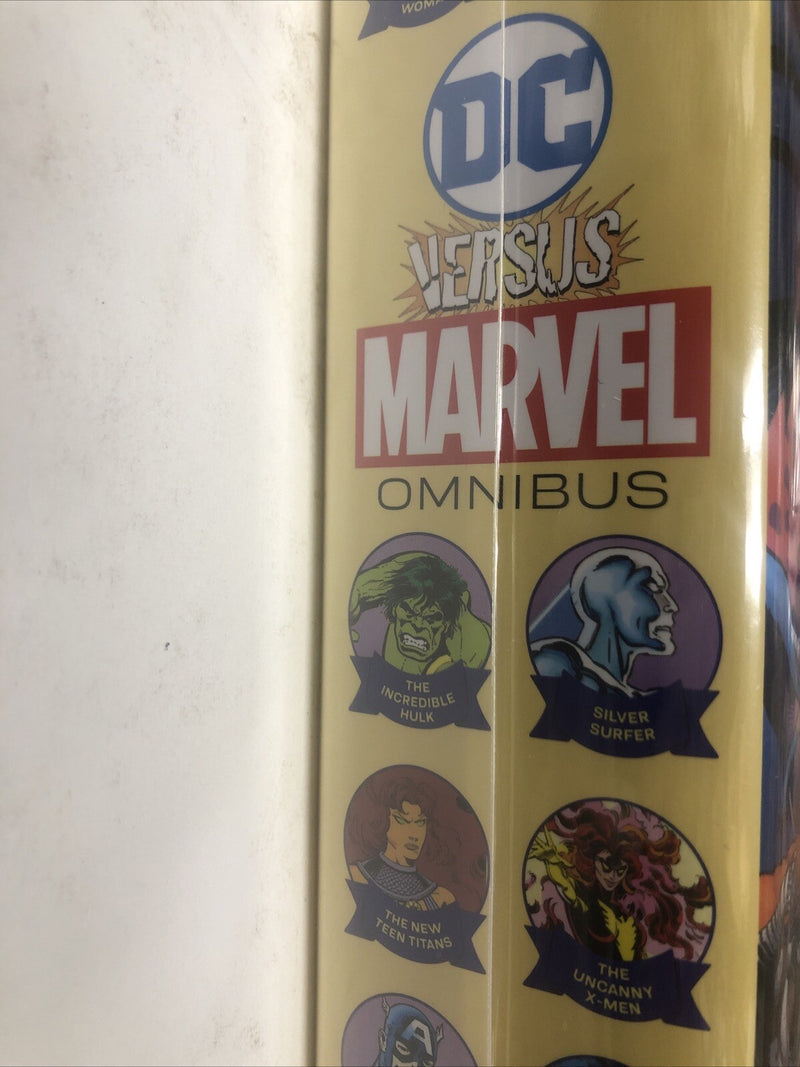 DC
VERSUS
MARVEL
OMNIBUS
THE
INCREDIBLE
HULK
SILVER
SURFER
THE NEW
TEEN TITANS
THE
UNCANNY
X-MEN
A